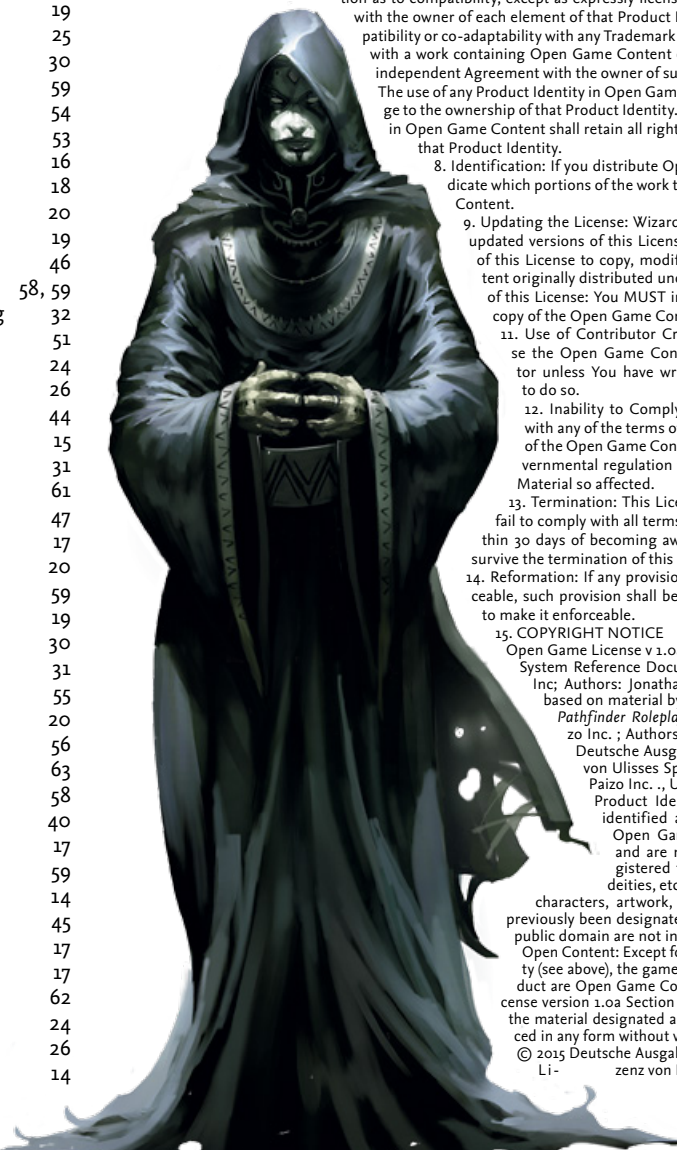 19
25
30
59
54
53
16
18
20
19
46
58, 59
g 32
51
24
26
44
15
31
61
47
17
20
59
19
30
31
55
20
56
63
58
40
17
59
14
45
17
17
62
24
26
14
tion as to compatibility, except as expressly licens
with the owner of each element of that Product I
patibility or co-adaptability with any Trademark
with a work containing Open Game Content
independent Agreement with the owner of su
The use of any Product Identity in Open Gam
ge to the ownership of that Product Identity.
in Open Game Content shall retain all right
that Product Identity.
8. Identification: If you distribute Op
dicate which portions of the work t
Content.
9. Updating the License: Wizard
updated versions of this Licens
of this License to copy, modif
tent originally distributed und
of this License: You MUST in
copy of the Open Game Con
11. Use of Contributor Cr
se the Open Game Con
tor unless You have wr
to do so.
12. Inability to Comply
with any of the terms o
of the Open Game Con
vernmental regulation
Material so affected.
13. Termination: This Lice
fail to comply with all terms
thin 30 days of becoming aw
survive the termination of this
14. Reformation: If any provisio
ceable, such provision shall be
to make it enforceable.
15. COPYRIGHT NOTICE
Open Game License v 1.0
System Reference Docu
Inc; Authors: Jonatha
based on material by
Pathfinder Rolepla
zo Inc. ; Authors
Deutsche Ausg
von Ulisses Sp
Paizo Inc. ., U
Product Ide
identified a
Open Ga
and are n
gistered
deities, etc
characters, artwork,
previously been designate
public domain are not in
Open Content: Except fo
ty (see above), the game
duct are Open Game Co
cense version 1.0a Section
the material designated a
ced in any form without w
© 2015 Deutsche Ausgal
Li- zenz von